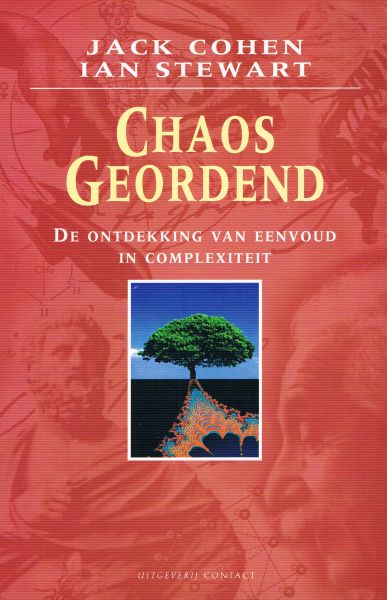 JACK COHEN
IAN STEWART
CHAOS
GEORDEND
DE ONTDEKKING VAN EENVOUD
IN COMPLEXITEIT
UITGEVERIJ CONTACT